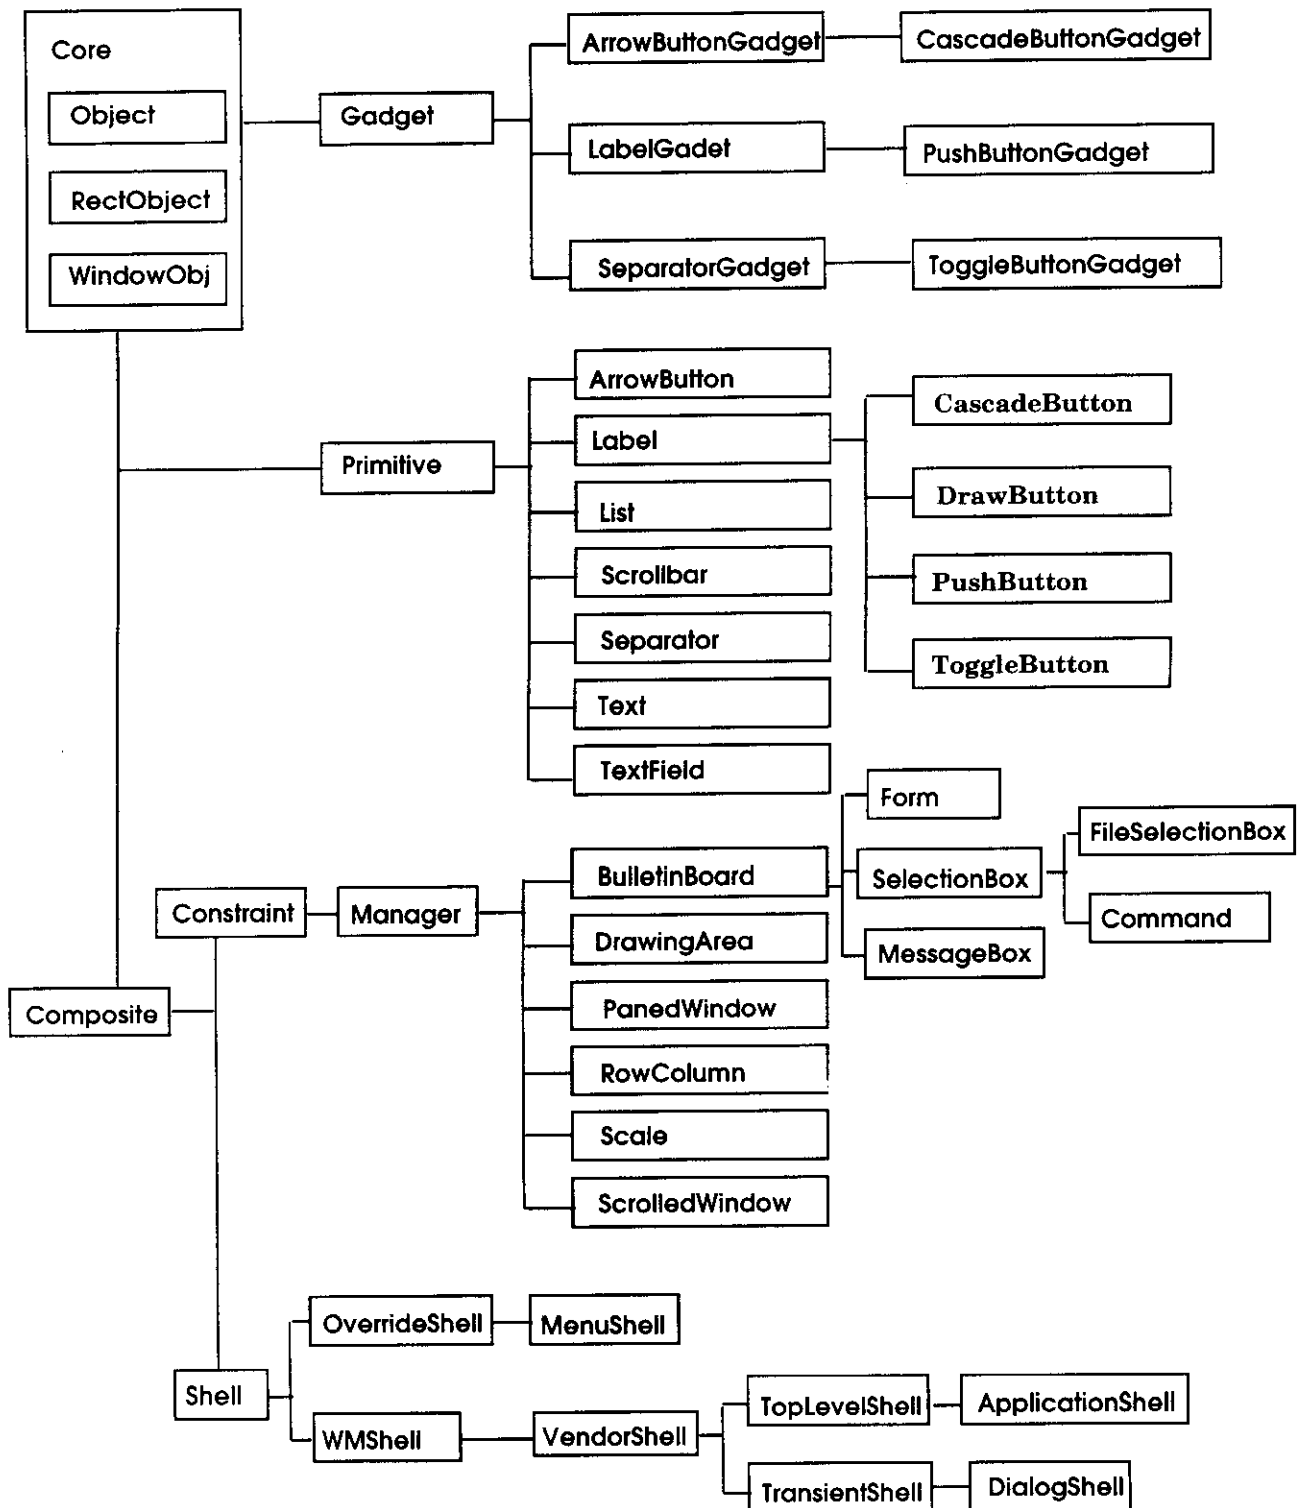 Core
Object
RectObject
WindowObj
Gadget
ArrowButtonGadget
CascadeButtonGadget
LabelGadet
PushButtonGadget
SeparatorGadget
ToggleButtonGadget
Primitive
ArrowButton
Label
List
Scrollbar
Separator
Text
TextField
CascadeButton
DrawButton
PushButton
ToggleButton
Composite
Constraint
Manager
BulletinBoard
DrawingArea
PanedWindow
RowColumn
Scale
ScrolledWindow
Form
SelectionBox
MessageBox
FileSelectionBox
Command
Shell
OverrideShell
MenuShell
WMShell
VendorShell
TopLevelShell
ApplicationShell
TransientShell
DialogShell